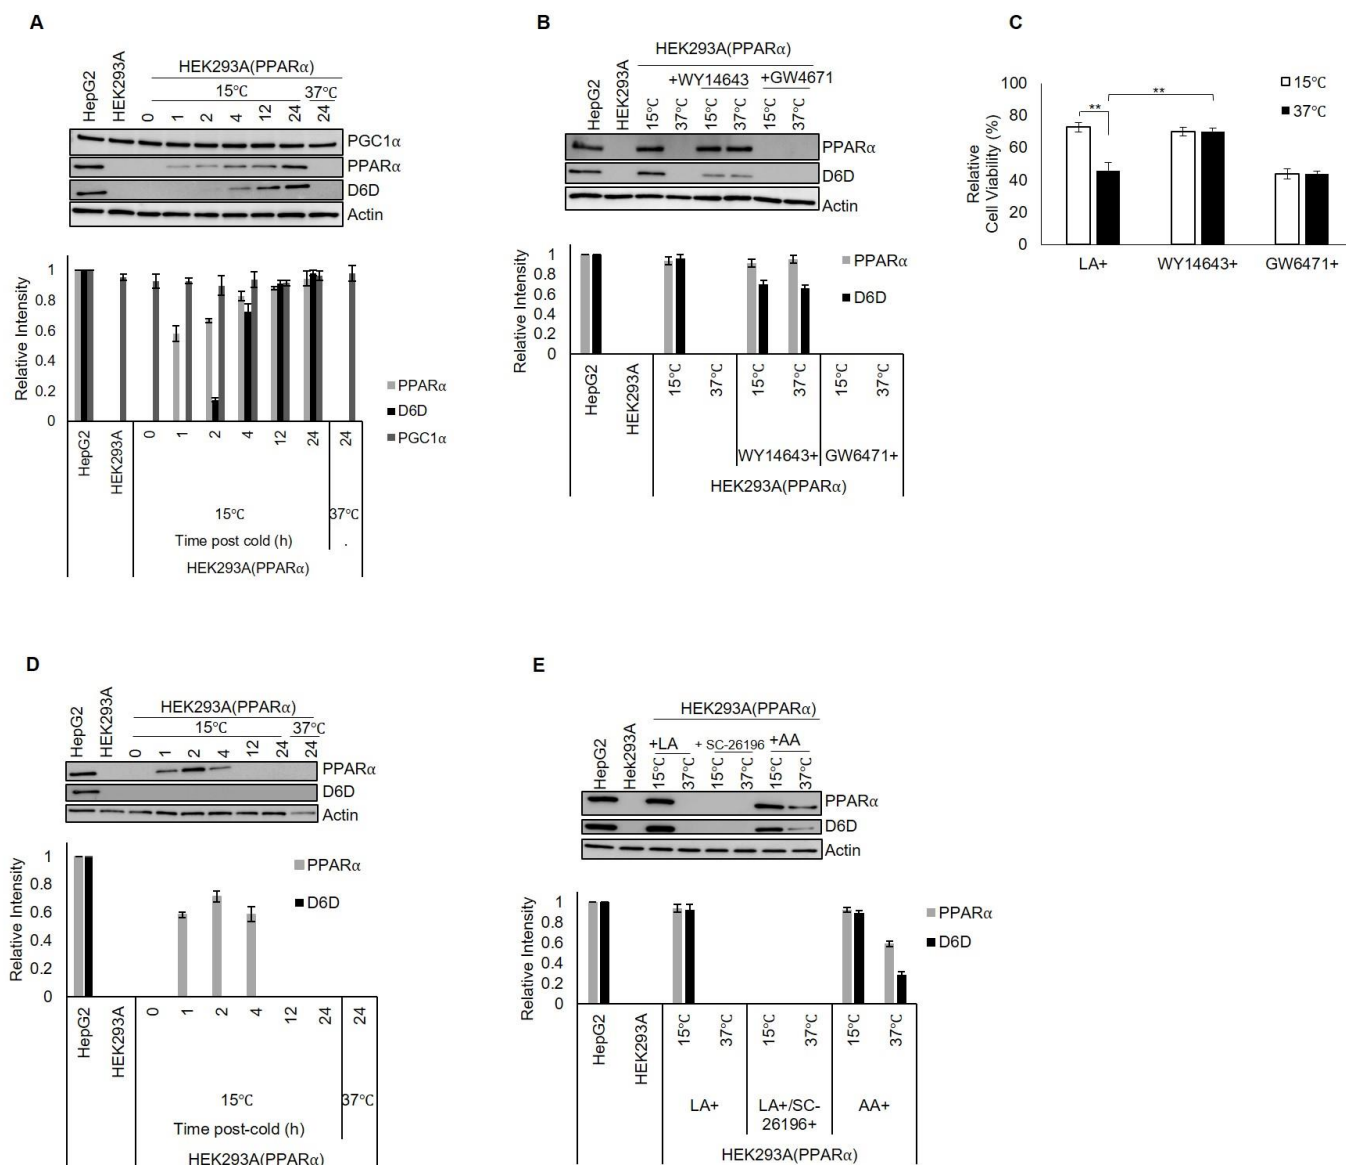 A
HEK293A(PPARα)
15℃ 37℃
HepG2 HEK293A 0 1 2 4 12 24 24
PGC1α
PPARα
D6D
Actin
Relative Intensity
1
0.8
0.6
0.4
0.2
0
PPARα
D6D
PGC1α
HepG2 HEK293A 0 1 2 4 12 24 24
15℃ 37℃
Time post cold (h) .
HEK293A(PPARα)
B
HEK293A(PPARα)
+WY14643 +GW4671
HepG2 HEK293A 15℃ 37℃ 15℃ 37℃ 15℃ 37℃
PPARα
D6D
Actin
Relative Intensity
1
0.8
0.6
0.4
0.2
0
PPARα
D6D
HepG2 HEK293A 15℃ 37℃ 15℃ 37℃ 15℃ 37℃
WY14643+ GW6471+
HEK293A(PPARα)
C
Relative
Cell Viability (%)
100
80
60
40
20
0
15℃
37℃
** **
LA+ WY14643+ GW6471+
D
HEK293A(PPARα)
15℃ 37℃
HepG2 HEK293A 0 1 2 4 12 24 24
PPARα
D6D
Actin
Relative Intensity
1
0.8
0.6
0.4
0.2
0
PPARα
D6D
HepG2 HEK293A 0 1 2 4 12 24 24
15℃ 37℃
Time post-cold (h)
HEK293A(PPARα)
E
HEK293A(PPARα)
+LA + SC-26196 +AA
HepG2 Hek293A 15℃ 37℃ 15℃ 37℃ 15℃ 37℃
PPARα
D6D
Actin
Relative Intensity
1
0.8
0.6
0.4
0.2
0
PPARα
D6D
HepG2 HEK293A 15℃ 37℃ 15℃ 37℃ 15℃ 37℃
LA+ LA+/SC- AA+
26196+
HEK293A(PPARα)